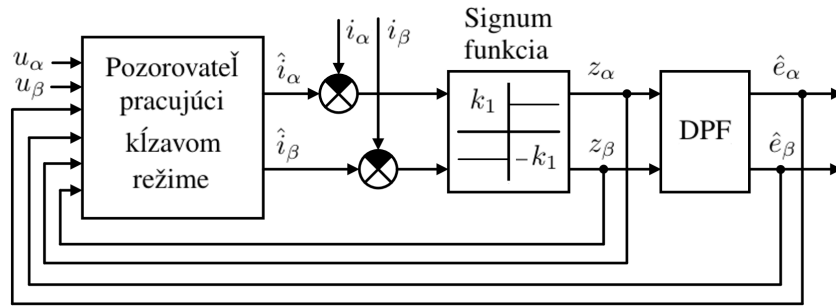 Signum
funkcia
i_α i_β
u_α
u_β
Pozorovateľ
pracujúci
kĺzavom
režime
î_α
î_β
k_1
-k_1
z_α
z_β
DPF
ê_α
ê_β